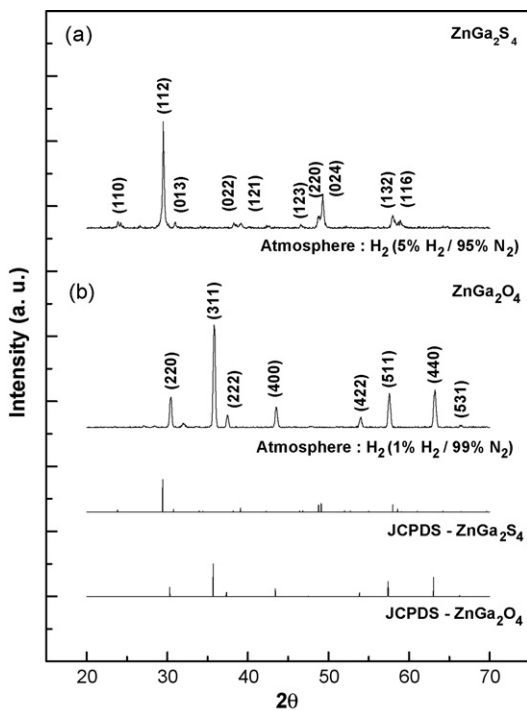 (a)
ZnGa₂S₄
(110)
(112)
(013)
(022)
(121)
(123)
(220)
(024)
(132)
(116)
Atmosphere : H₂ (5% H₂ / 95% N₂)
(b)
ZnGa₂O₄
(220)
(311)
(222)
(400)
(422)
(511)
(440)
(531)
Atmosphere : H₂ (1% H₂ / 99% N₂)
JCPDS - ZnGa₂S₄
JCPDS - ZnGa₂O₄
Intensity (a. u.)
20 30 40 50 60 70
2θ